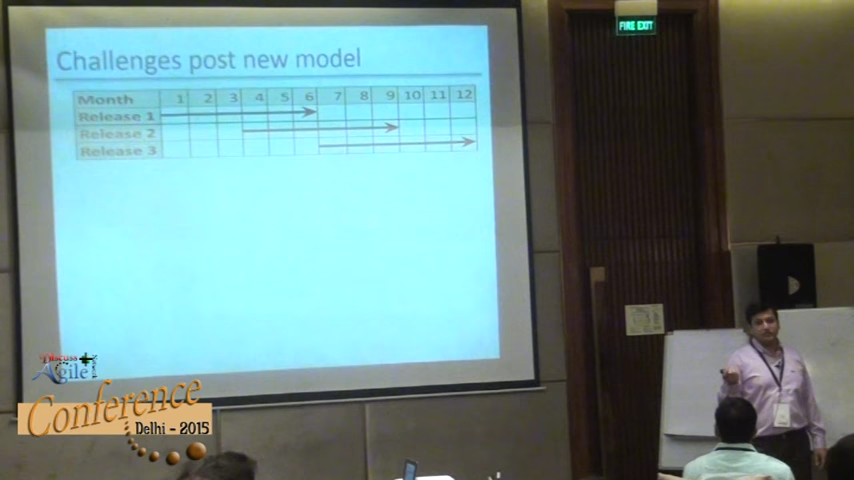 FIRE EXIT
Challenges post new model
Month 1 2 3 4 5 6 7 8 9 10 11 12
Release 1
Release 2
Release 3
Discuss
Agile
Conference
Delhi - 2015